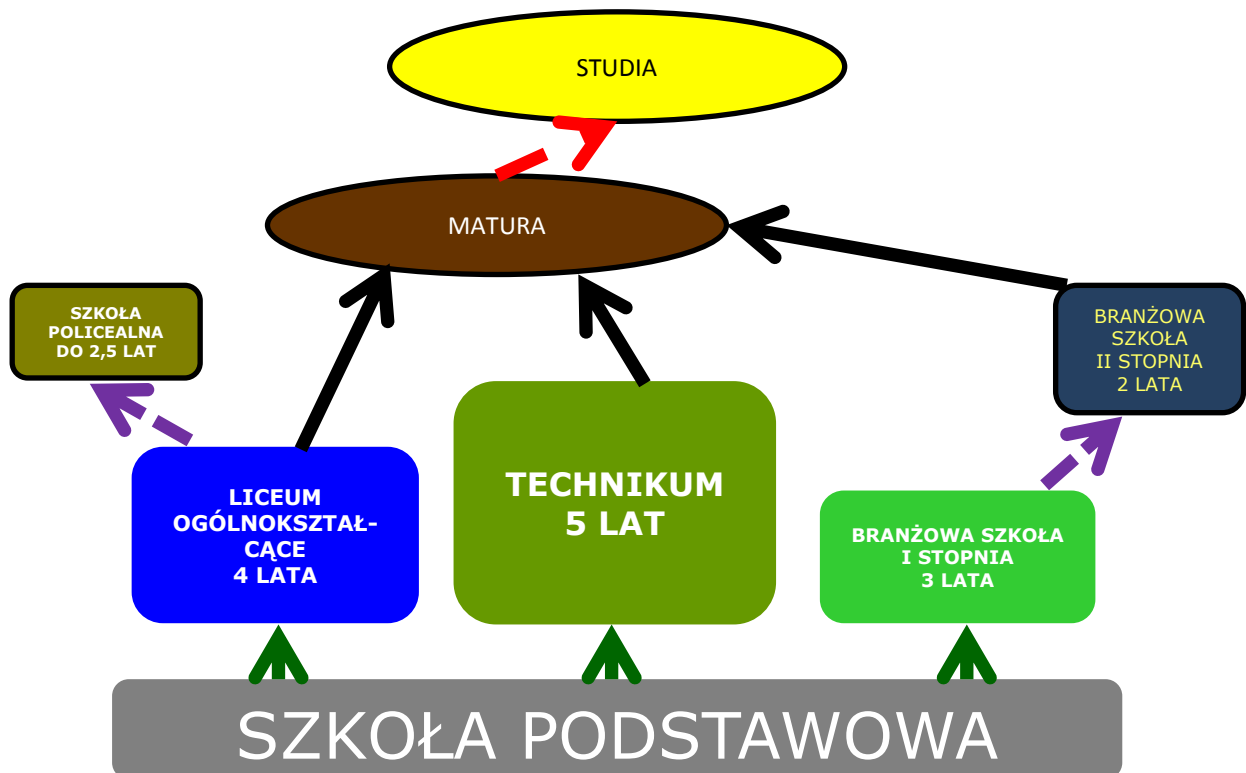 STUDIA
MATURA
SZKOŁA
POLICEALNA
DO 2,5 LAT
BRANŻOWA
SZKOŁA
II STOPNIA
2 LATA
LICEUM
OGÓLNOKSZTAŁ-
CĄCE
4 LATA
TECHNIKUM
5 LAT
BRANŻOWA SZKOŁA
I STOPNIA
3 LATA
SZKOŁA PODSTAWOWA